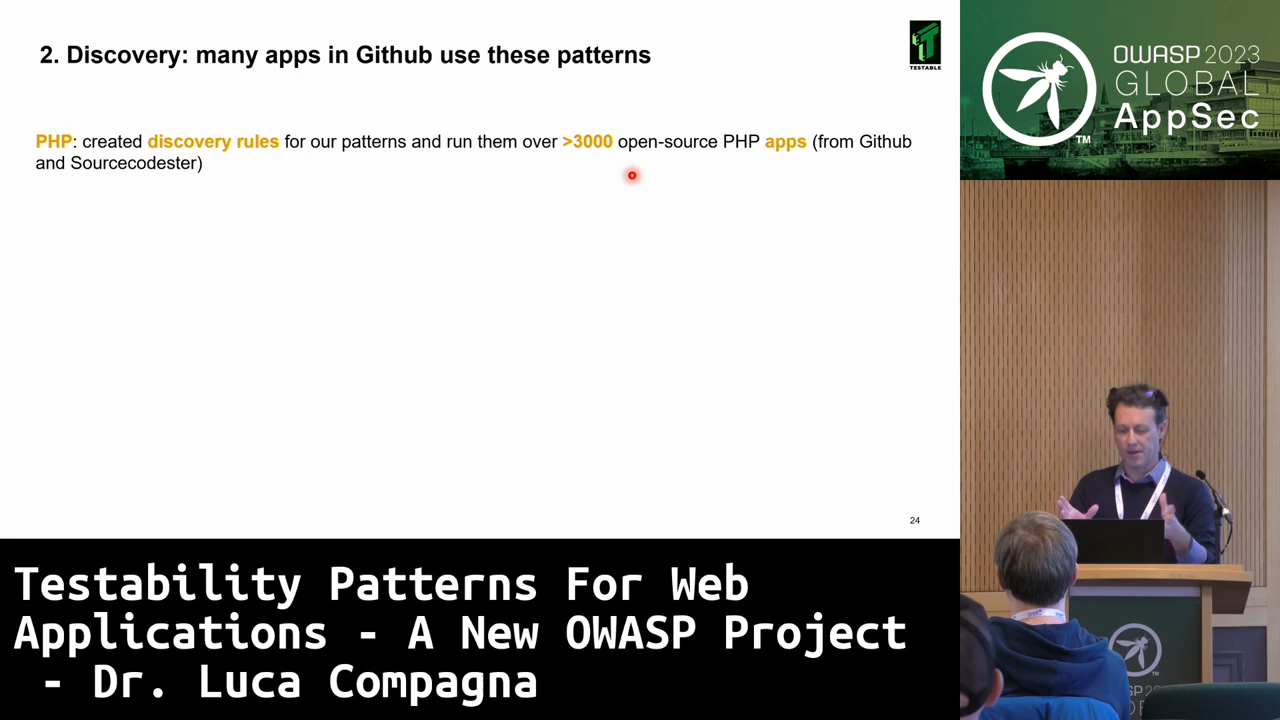 2. Discovery: many apps in Github use these patterns
TESTABLE
PHP: created discovery rules for our patterns and run them over >3000 open-source PHP apps (from Github
and Sourcecodester)
24
OWASP 2023
GLOBAL
AppSec
TM
Testability Patterns For Web
Applications - A New OWASP Project
- Dr. Luca Compagna